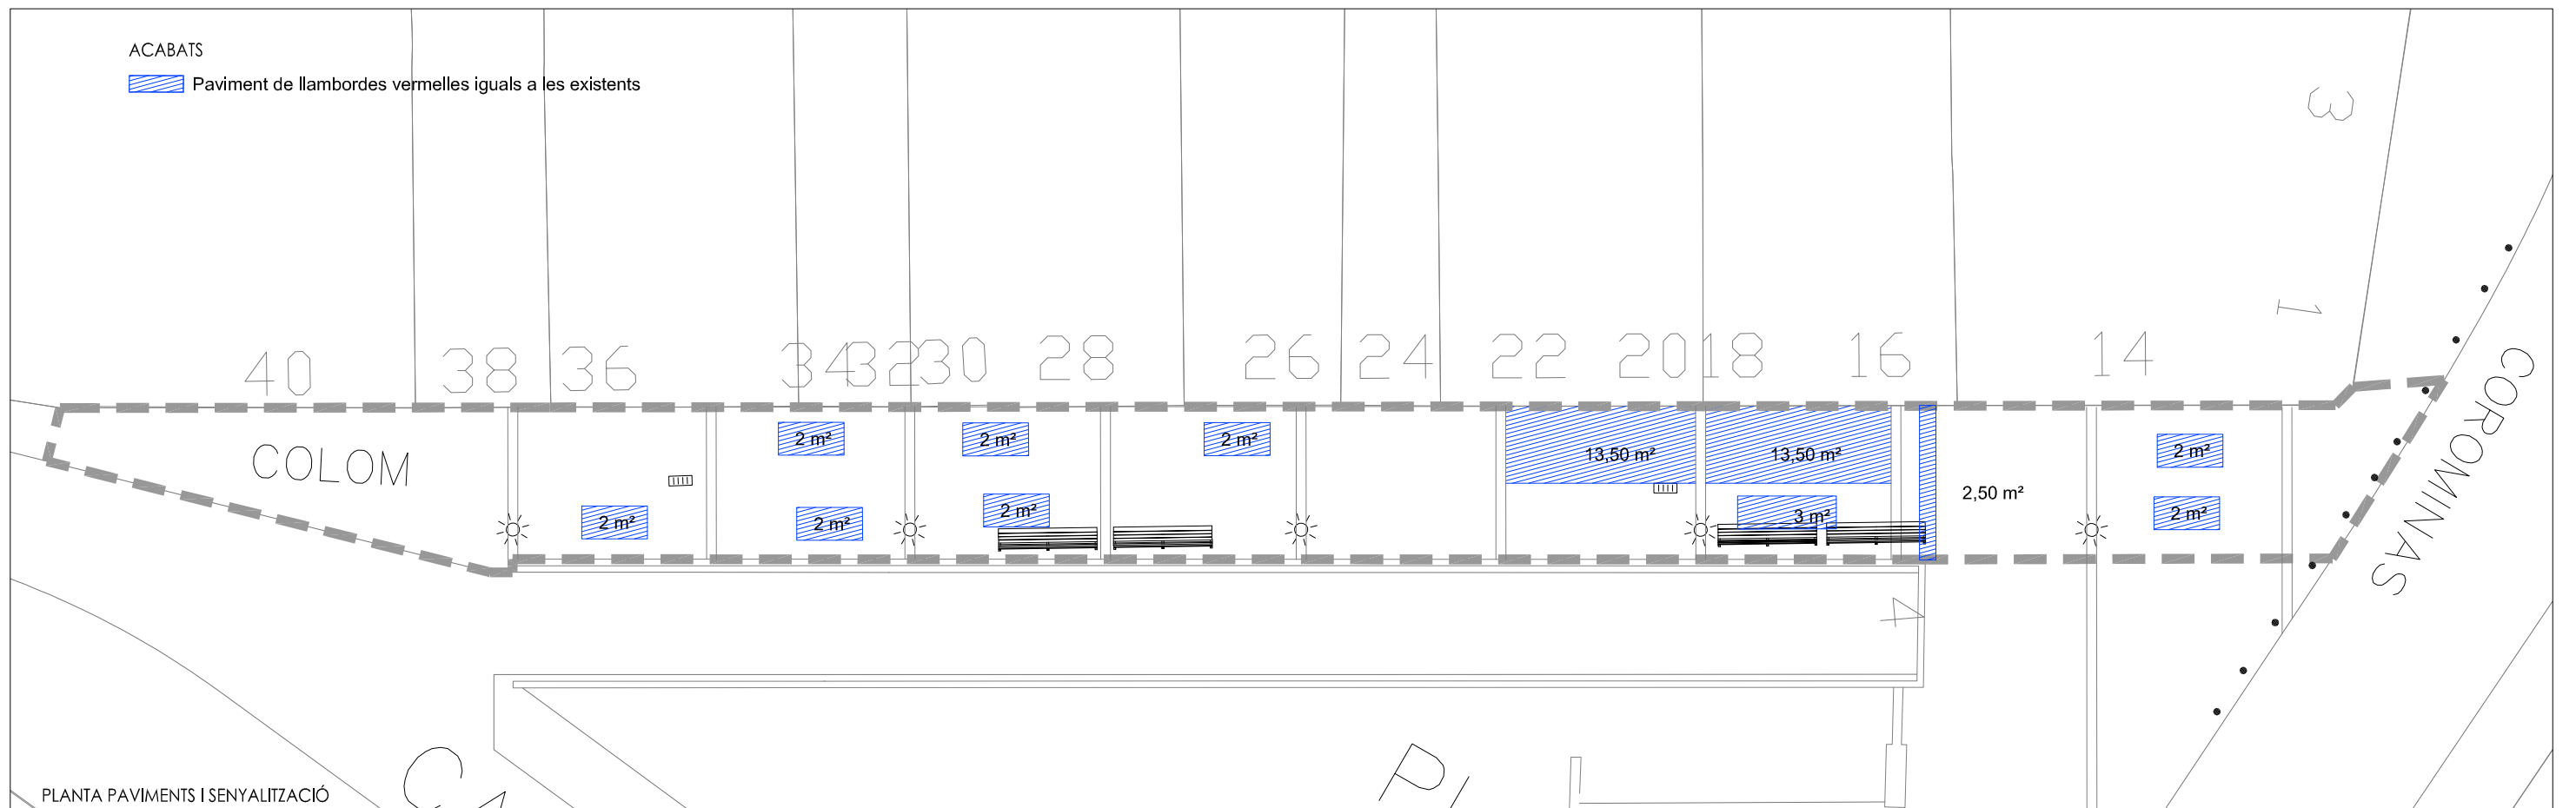 ACABATS
Paviment de llambordes vermelles iguals a les existents
3
1
40 38 36 34 32 30 28 26 24 22 20 18 16 14
COLOM
COROMINAS
2 m² 2 m² 2 m² 13,50 m² 13,50 m² 2 m²
2,50 m²
2 m² 2 m² 2 m² 3 m² 2 m²
4
PLANTA PAVIMENTS I SENYALITZACIÓ